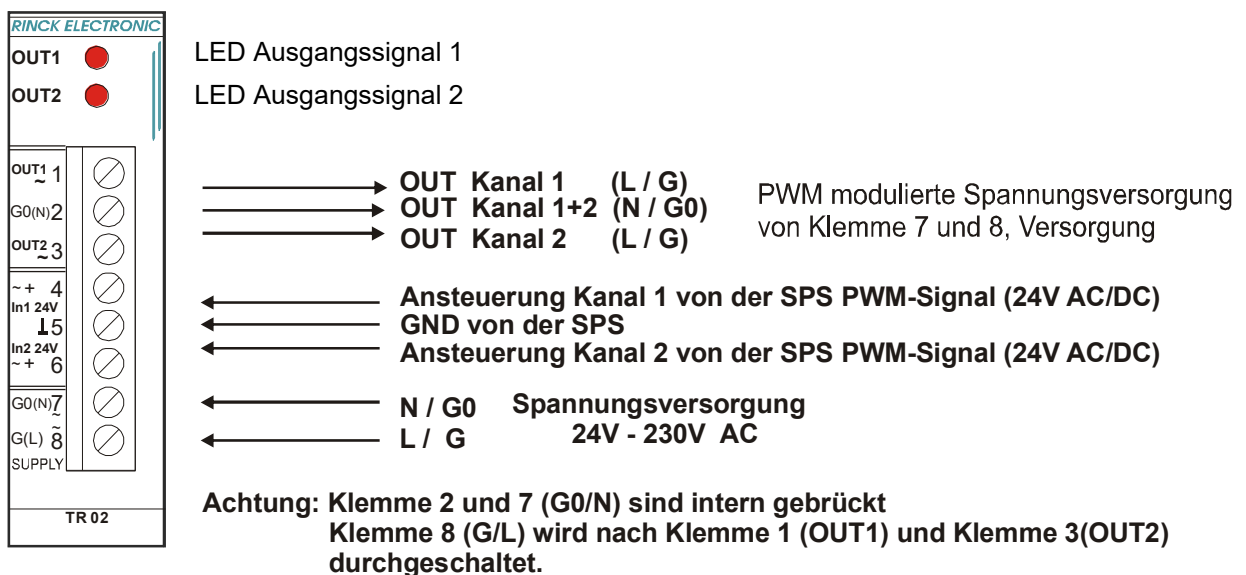 RINCK ELECTRONIC
OUT1
OUT2
LED Ausgangssignal 1
LED Ausgangssignal 2
OUT1 ~ 1
G0(N) 2
OUT2 ~ 3
~ + 4
In1 24V
⊥ 5
In2 24V
~ + 6
G0(N) 7 ~
G(L) ~ 8
SUPPLY
TR 02
OUT Kanal 1 (L / G)
OUT Kanal 1+2 (N / G0)
OUT Kanal 2 (L / G)
PWM modulierte Spannungsversorgung
von Klemme 7 und 8, Versorgung
Ansteuerung Kanal 1 von der SPS PWM-Signal (24V AC/DC)
GND von der SPS
Ansteuerung Kanal 2 von der SPS PWM-Signal (24V AC/DC)
N / G0 Spannungsversorgung
L / G 24V - 230V AC
Achtung: Klemme 2 und 7 (G0/N) sind intern gebrückt
Klemme 8 (G/L) wird nach Klemme 1 (OUT1) und Klemme 3(OUT2)
durchgeschaltet.